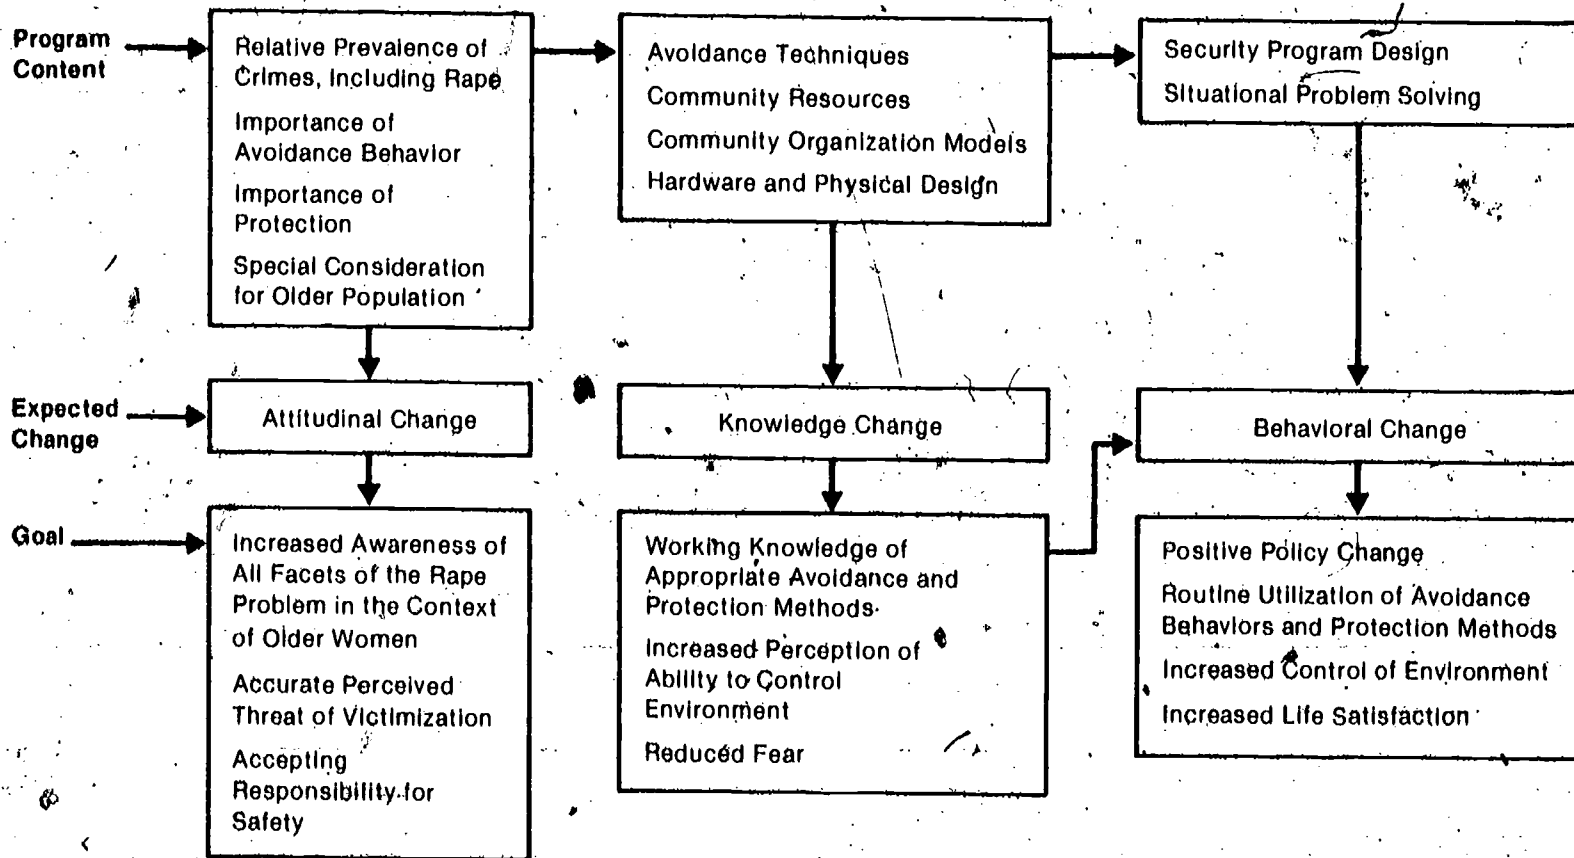 Program
Content
Relative Prevalence of
Crimes, Including Rape
Importance of
Avoidance Behavior
Importance of
Protection
Special Consideration
for Older Population
Avoidance Techniques
Community Resources
Community Organization Models
Hardware and Physical Design
Security Program Design
Situational Problem Solving
Expected
Change
Attitudinal Change
Knowledge Change
Behavioral Change
Goal
Increased Awareness of
All Facets of the Rape
Problem in the Context
of Older Women
Accurate Perceived
Threat of Victimization
Accepting
Responsibility for
Safety
Working Knowledge of
Appropriate Avoidance and
Protection Methods
Increased Perception of
Ability to Control
Environment
Reduced Fear
Positive Policy Change
Routine Utilization of Avoidance
Behaviors and Protection Methods
Increased Control of Environment
Increased Life Satisfaction